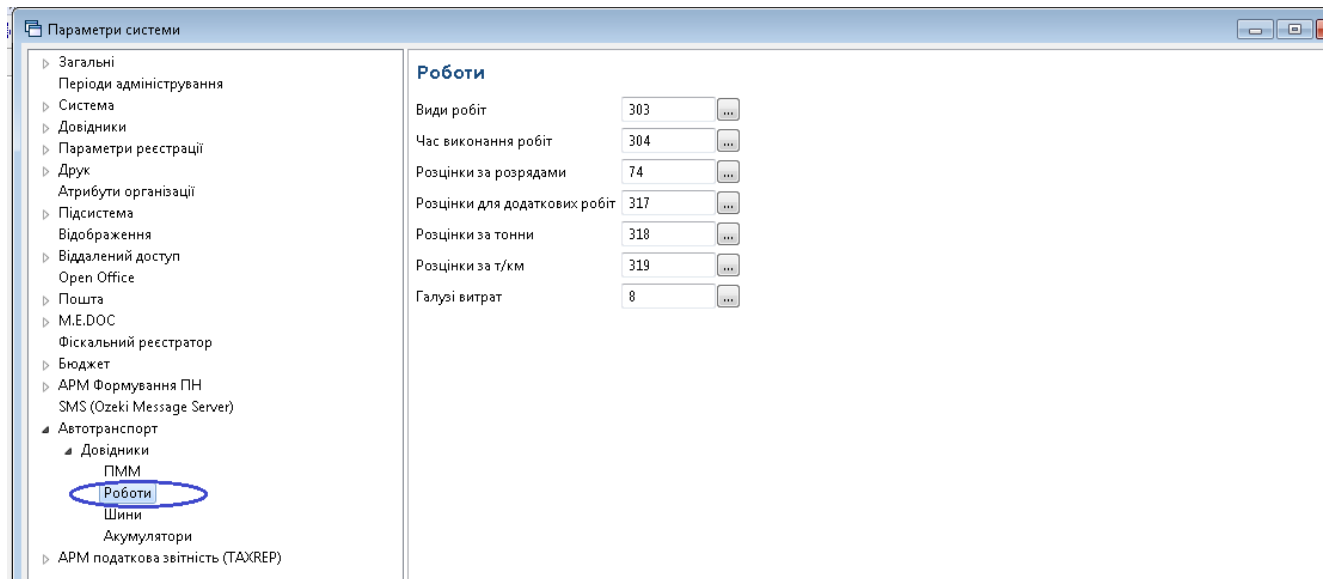 Параметри системи
Загальні
Періоди адміністрування
Система
Довідники
Параметри реєстрації
Друк
Атрибути організації
Підсистема
Відображення
Віддалений доступ
Open Office
Пошта
M.E.DOC
Фіскальний реєстратор
Бюджет
АРМ Формування ПН
SMS (Ozeki Message Server)
Автотранспорт
Довідники
ПММ
Роботи
Шини
Акумулятори
АРМ податкова звітність (TAXREP)
Роботи
Види робіт 303 ...
Час виконання робіт 304 ...
Розцінки за розрядами 74 ...
Розцінки для додаткових робіт 317 ...
Розцінки за тонни 318 ...
Розцінки за т/км 319 ...
Галузі витрат 8 ...